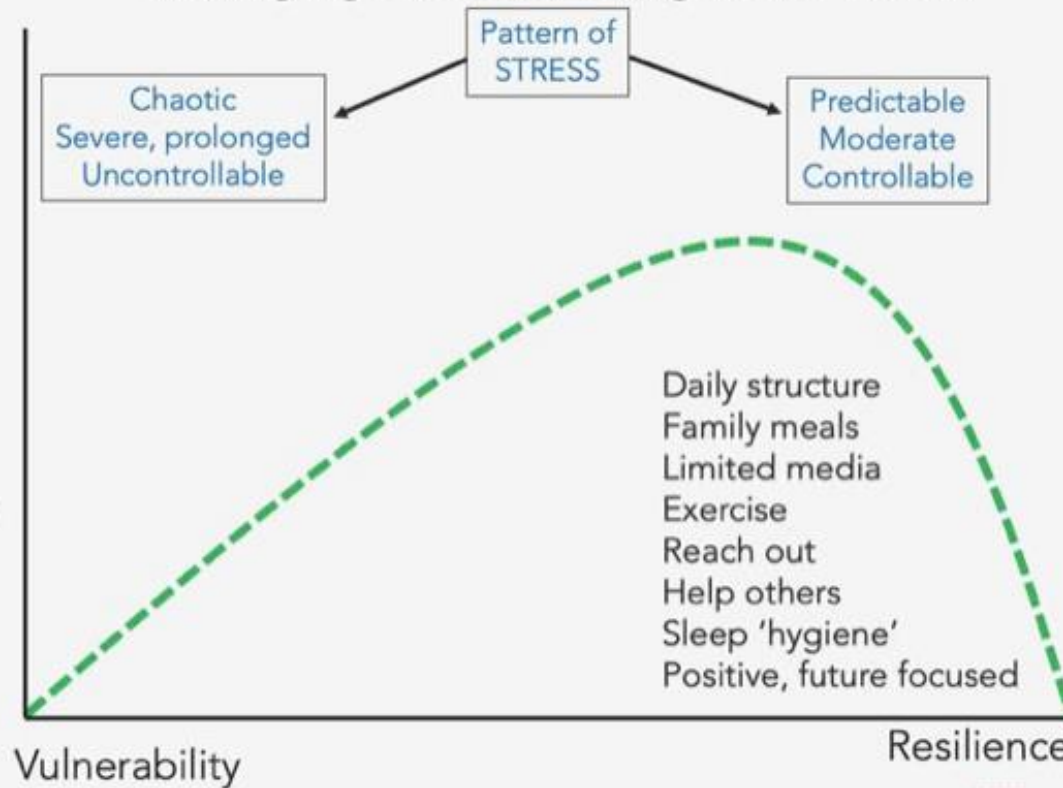 Pattern of
STRESS
Chaotic
Severe, prolonged
Uncontrollable
Predictable
Moderate
Controllable
Daily structure
Family meals
Limited media
Exercise
Reach out
Help others
Sleep 'hygiene'
Positive, future focused
Vulnerability
Resilience